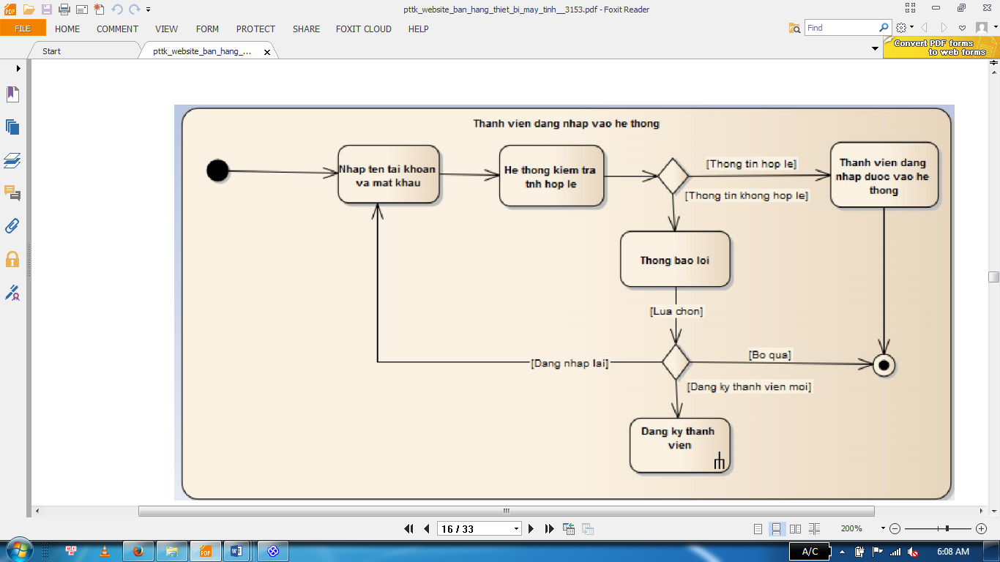 pttk_website_ban_hang_thiet_bi_may_tinh__3153.pdf - Foxit Reader
FILE HOME COMMENT VIEW FORM PROTECT SHARE FOXIT CLOUD HELP
Find
Start
pttk_website_ban_hang_...
Convert PDF forms
to web forms
Thanh vien dang nhap vao he thong
Nhap ten tai khoan
va mat khau
He thong kiem tra
tnh hop le
[Thong tin hop le]
Thanh vien dang
nhap duoc vao he
thong
[Thong tin khong hop le]
Thong bao loi
[Lua chon]
[Dang nhap lai]
[Bo qua]
[Dang ky thanh vien moi]
Dang ky thanh
vien
16 / 33
200%
PDF
A/C
6:08 AM